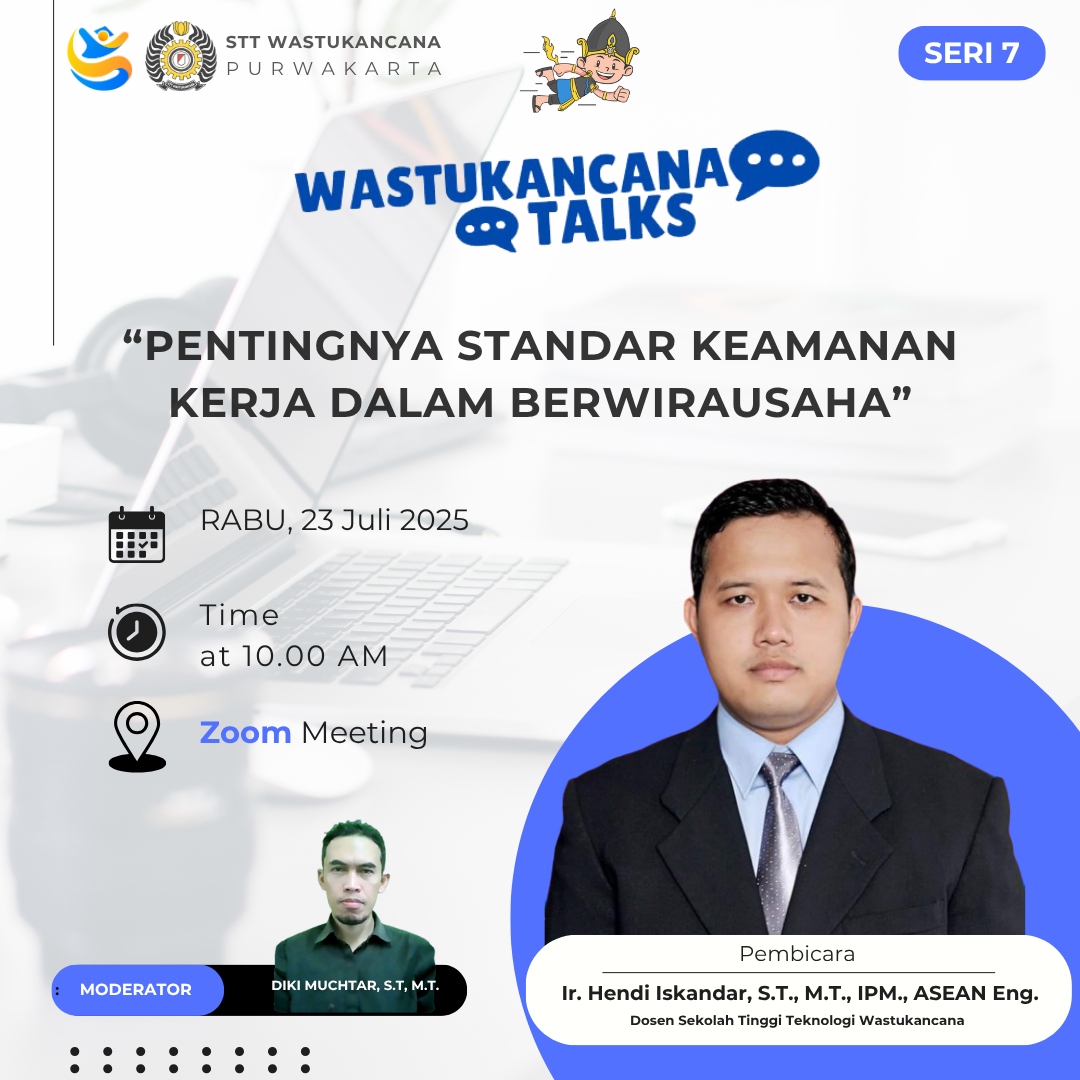 STT WASTUKANCANA
PURWAKARTA
SERI 7
WASTUKANCANA
TALKS
“PENTINGNYA STANDAR KEAMANAN
KERJA DALAM BERWIRAUSAHA”
RABU, 23 Juli 2025
Time
at 10.00 AM
Zoom Meeting
: MODERATOR
DIKI MUCHTAR, S.T, M.T.
Pembicara
Ir. Hendi Iskandar, S.T., M.T., IPM., ASEAN Eng.
Dosen Sekolah Tinggi Teknologi Wastukancana